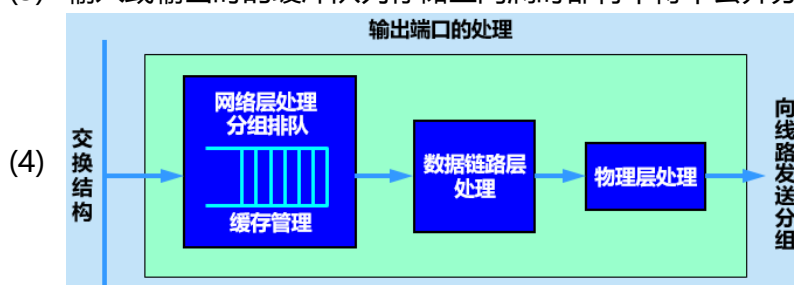 输出端口的处理
(4)
交换结构
网络层处理
分组排队
缓存管理
数据链路层
处理
物理层处理
向线路发送分组